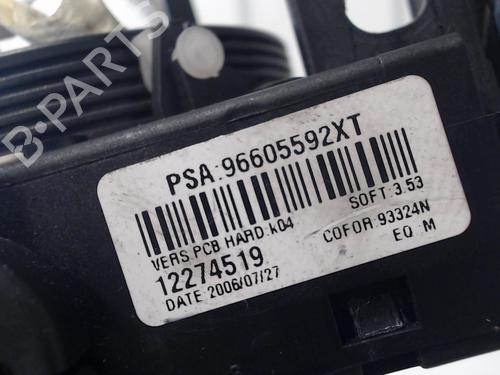 PSA:96605592XT
VERS.PCB HARD:K04 SOFT:3.53
12274519 COFOR:93324N
DATE 2006/07/27 EQ:M
B-PARTS